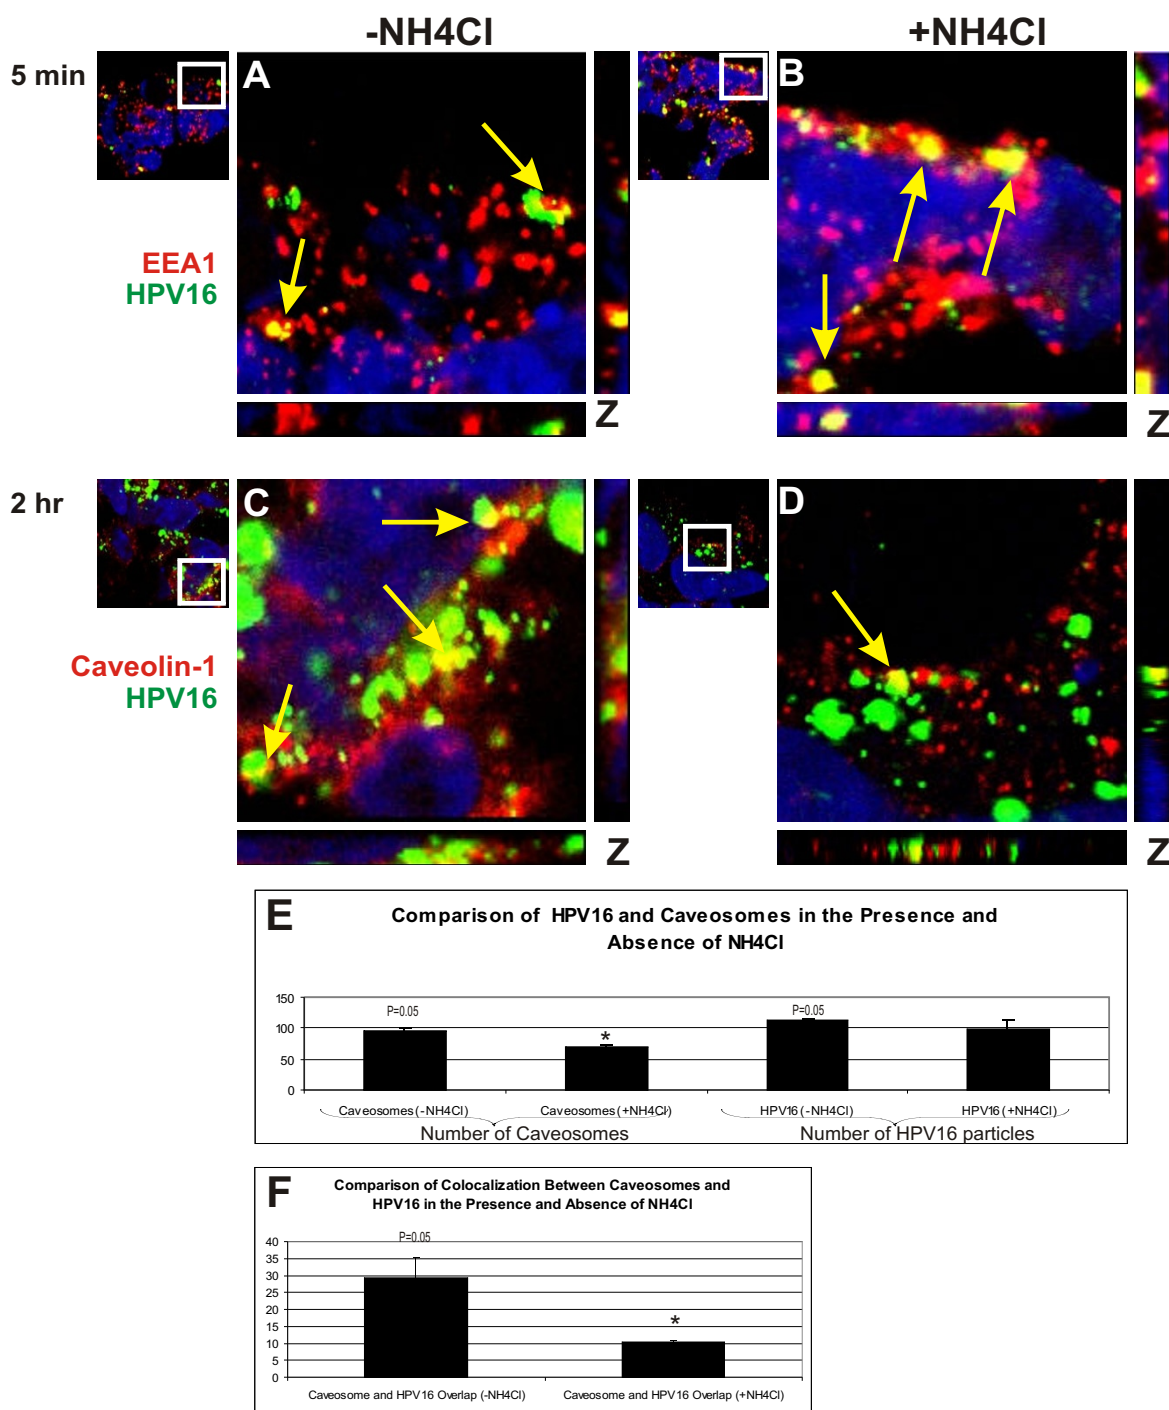 -NH4Cl
+NH4Cl
5 min
A
B
EEA1
HPV16
Z
Z
2 hr
C
D
Caveolin-1
HPV16
Z
Z
E
Comparison of HPV16 and Caveosomes in the Presence and
Absence of NH4Cl
150
100
50
0
P=0.05
*
P=0.05
Caveosomes (-NH4Cl)
Caveosomes (+NH4Cl)
HPV16 (-NH4Cl)
HPV16 (+NH4Cl)
Number of Caveosomes
Number of HPV16 particles
F
Comparison of Colocalization Between Caveosomes and
HPV16 in the Presence and Absence of NH4Cl
40
35
30
25
20
15
10
5
0
P=0.05
*
Caveosome and HPV16 Overlap (-NH4Cl)
Caveosome and HPV16 Overlap (+NH4Cl)